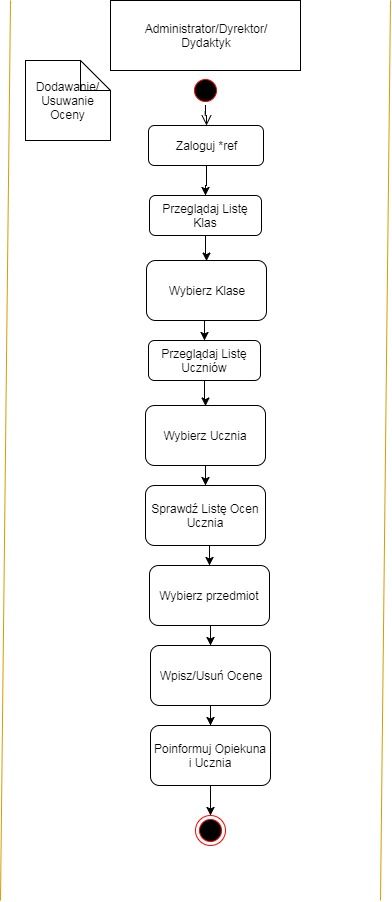 Administrator/Dyrektor/
Dydaktyk
Dodawanie/
Usuwanie
Oceny
Zaloguj *ref
Przeglądaj Listę
Klas
Wybierz Klase
Przeglądaj Listę
Uczniów
Wybierz Ucznia
Sprawdź Listę Ocen
Ucznia
Wybierz przedmiot
Wpisz/Usuń Ocene
Poinformuj Opiekuna
i Ucznia